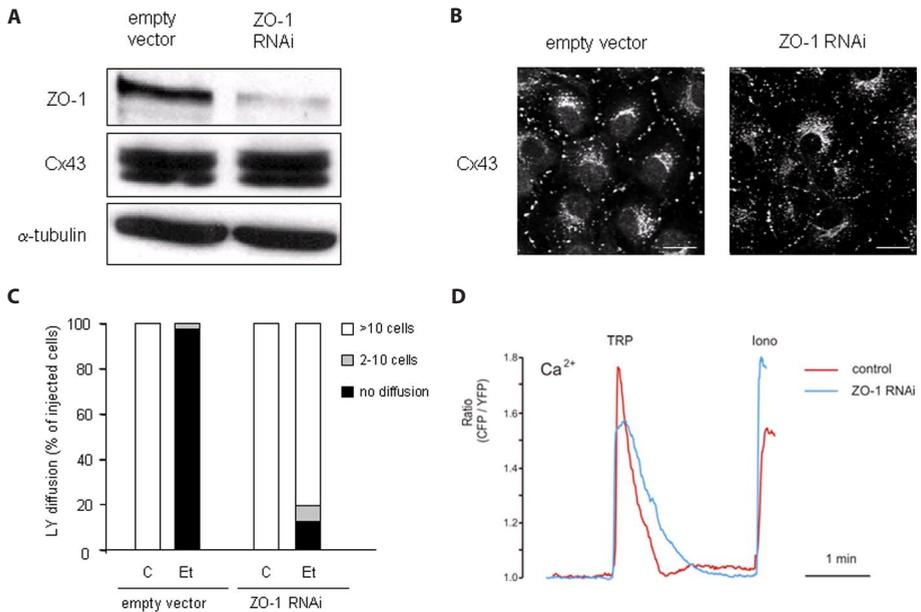 A
empty
vector
ZO-1
RNAi
ZO-1
Cx43
α-tubulin
B
empty vector
ZO-1 RNAi
Cx43
C
LY diffusion (% of injected cells)
100
80
60
40
20
0
C
Et
C
Et
empty vector
ZO-1 RNAi
>10 cells
2-10 cells
no diffusion
D
TRP
Iono
Ca²⁺
Ratio
(CFP / YFP)
1.8
1.6
1.4
1.2
1.0
control
ZO-1 RNAi
1 min